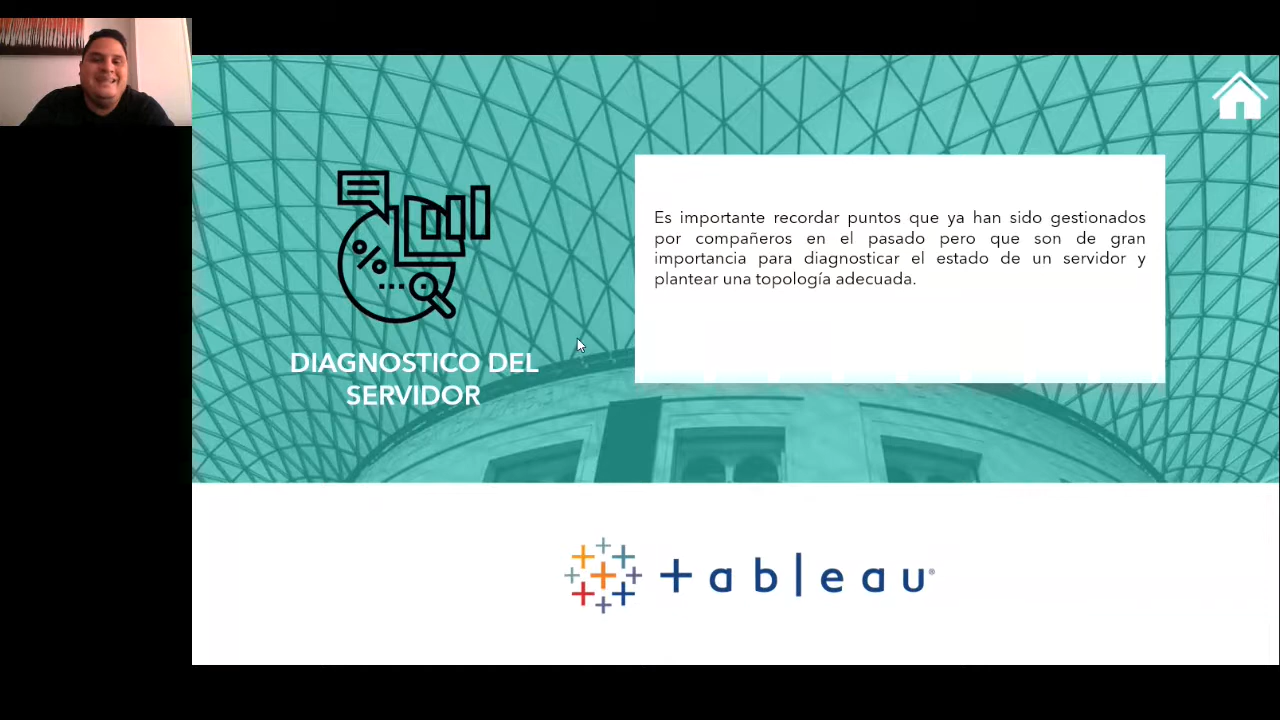 Es importante recordar puntos que ya han sido gestionados
por compañeros en el pasado pero que son de gran
importancia para diagnosticar el estado de un servidor y
plantear una topología adecuada.
%
DIAGNOSTICO DEL
SERVIDOR
+ableau®